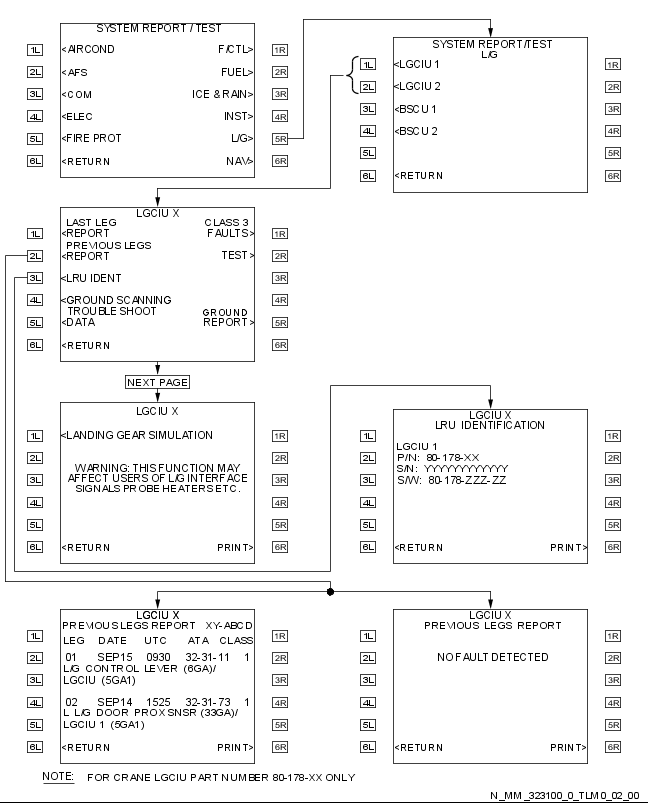 SYSTEM REPORT / TEST
1L <AIRCOND F/CTL> 1R
2L <AFS FUEL> 2R
3L <COM ICE & RAIN> 3R
4L <ELEC INST> 4R
5L <FIRE PROT L/G> 5R
6L <RETURN NAV> 6R
SYSTEM REPORT/TEST
L/G
1L <LGCIU 1 1R
2L <LGCIU 2 2R
3L <BSCU 1 3R
4L <BSCU 2 4R
5L 5R
6L <RETURN 6R
LGCIU X
LAST LEG CLASS 3
1L <REPORT FAULTS> 1R
PREVIOUS LEGS
2L <REPORT TEST> 2R
3L <LRU IDENT 3R
4L <GROUND SCANNING 4R
TROUBLE SHOOT GROUND
5L <DATA REPORT> 5R
6L <RETURN 6R
NEXT PAGE
LGCIU X
1L <LANDING GEAR SIMULATION 1R
2L WARNING: THIS FUNCTION MAY 2R
3L AFFECT USERS OF L/G INTERFACE 3R
SIGNALS PROBE HEATERS ETC.
4L 4R
5L 5R
6L <RETURN PRINT> 6R
LGCIU X
LRU IDENTIFICATION
1L 1R
LGCIU 1
2L P/N: 80-178-XX 2R
S/N: YYYYYYYYYYYY
3L S/W: 80-178-ZZZ-ZZ 3R
4L 4R
5L 5R
6L <RETURN PRINT> 6R
LGCIU X
PREVIOUS LEGS REPORT XY-ABCD
1L LEG DATE UTC ATA CLASS 1R
2L 01 SEP15 0930 32-31-11 1 2R
L/G CONTROL LEVER (6GA)/
3L LGCIU (5GA1) 3R
4L 02 SEP14 1525 32-31-73 1 4R
L L/G DOOR PROX SNSR (33GA)/
5L LGCIU 1 (5GA1) 5R
6L <RETURN PRINT> 6R
LGCIU X
PREVIOUS LEGS REPORT
1L 1R
2L NO FAULT DETECTED 2R
3L 3R
4L 4R
5L 5R
6L <RETURN PRINT> 6R
NOTE: FOR CRANE LGCIU PART NUMBER 80-178-XX ONLY
N_MM_323100_0_TLM0_02_00